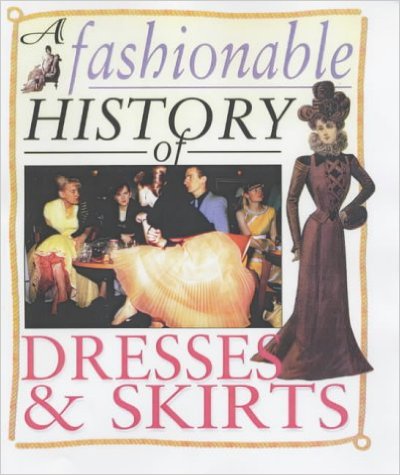 A
fashionable
HISTORY
of
DRESSES
& SKIRTS